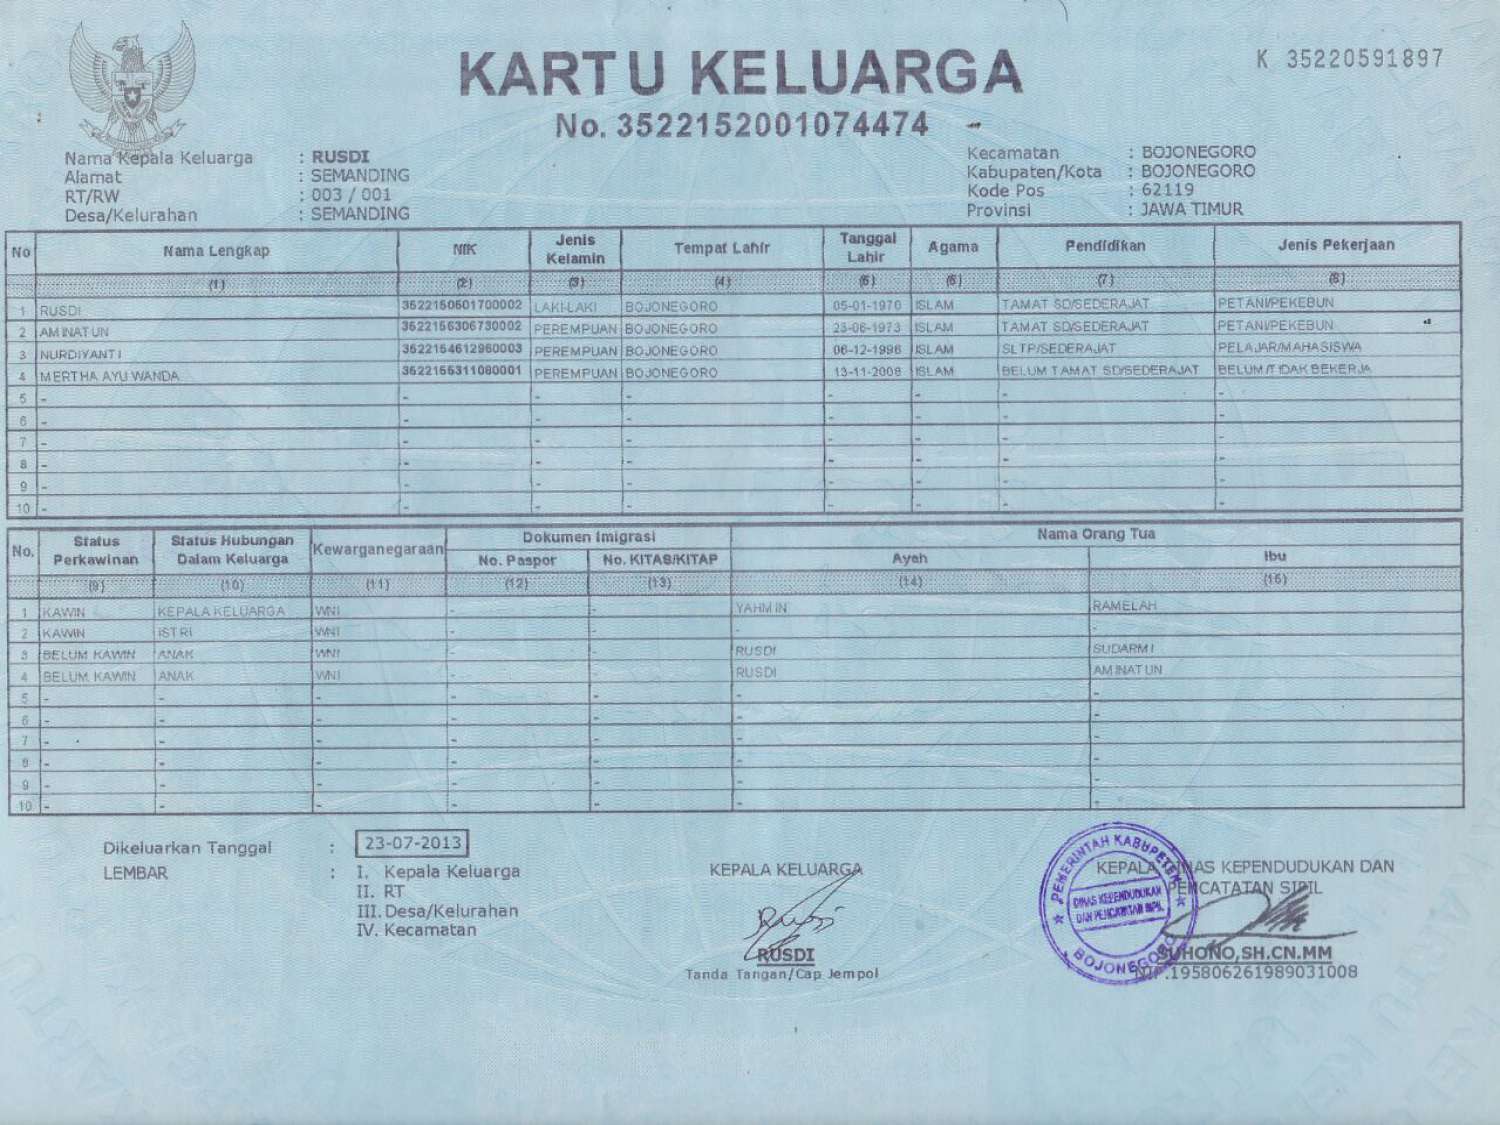 KARTU KELUARGA
No. 3522152001074474
K 35220591897
Nama Kepala Keluarga : RUSDI
Alamat : SEMANDING
RT/RW : 003 / 001
Desa/Kelurahan : SEMANDING
Kecamatan : BOJONEGORO
Kabupaten/Kota : BOJONEGORO
Kode Pos : 62119
Provinsi : JAWA TIMUR
No Nama Lengkap NIK Jenis Kelamin Tempat Lahir Tanggal Lahir Agama Pendidikan Jenis Pekerjaan
(1) (2) (3) (4) (5) (6) (7) (8)
1 RUSDI 3522150501700002 LAKI-LAKI BOJONEGORO 05-01-1970 ISLAM TAMAT SD/SEDERAJAT PETANI/PEKEBUN
2 AMINATUN 3522156306730002 PEREMPUAN BOJONEGORO 23-06-1973 ISLAM TAMAT SD/SEDERAJAT PETANI/PEKEBUN
3 NURDIYANTI 3522154612960003 PEREMPUAN BOJONEGORO 06-12-1996 ISLAM SLTP/SEDERAJAT PELAJAR/MAHASISWA
4 MERTHA AYU WANDA 3522155311080001 PEREMPUAN BOJONEGORO 13-11-2008 ISLAM BELUM TAMAT SD/SEDERAJAT BELUM/TIDAK BEKERJA
5 - - - - - - - -
6 - - - - - - - -
7 - - - - - - - -
8 - - - - - - - -
9 - - - - - - - -
10 - - - - - - - -
No. Status Perkawinan Status Hubungan Dalam Keluarga Kewarganegaraan Dokumen Imigrasi Nama Orang Tua
No. Paspor No. KITAS/KITAP Ayah Ibu
(9) (10) (11) (12) (13) (14) (15)
1 KAWIN KEPALA KELUARGA WNI - - YAHMIN RAMELAH
2 KAWIN ISTRI WNI - - - -
3 BELUM KAWIN ANAK WNI - - RUSDI SUDARMI
4 BELUM KAWIN ANAK WNI - - RUSDI AMINATUN
5 - - - - - - -
6 - - - - - - -
7 - - - - - - -
8 - - - - - - -
9 - - - - - - -
10 - - - - - - -
Dikeluarkan Tanggal : 23-07-2013
LEMBAR : I. Kepala Keluarga
II. RT
III. Desa/Kelurahan
IV. Kecamatan
KEPALA KELUARGA
Rusdi
RUSDI
Tanda Tangan/Cap Jempol
KEPALA DINAS KEPENDUDUKAN DAN
PENCATATAN SIPIL
PEMERINTAH KABUPATEN
DINAS KEPENDUDUKAN
DAN PENCATATAN SIPIL
BOJONEGORO
SUHONO,SH.CN.MM
NIP.195806261989031008